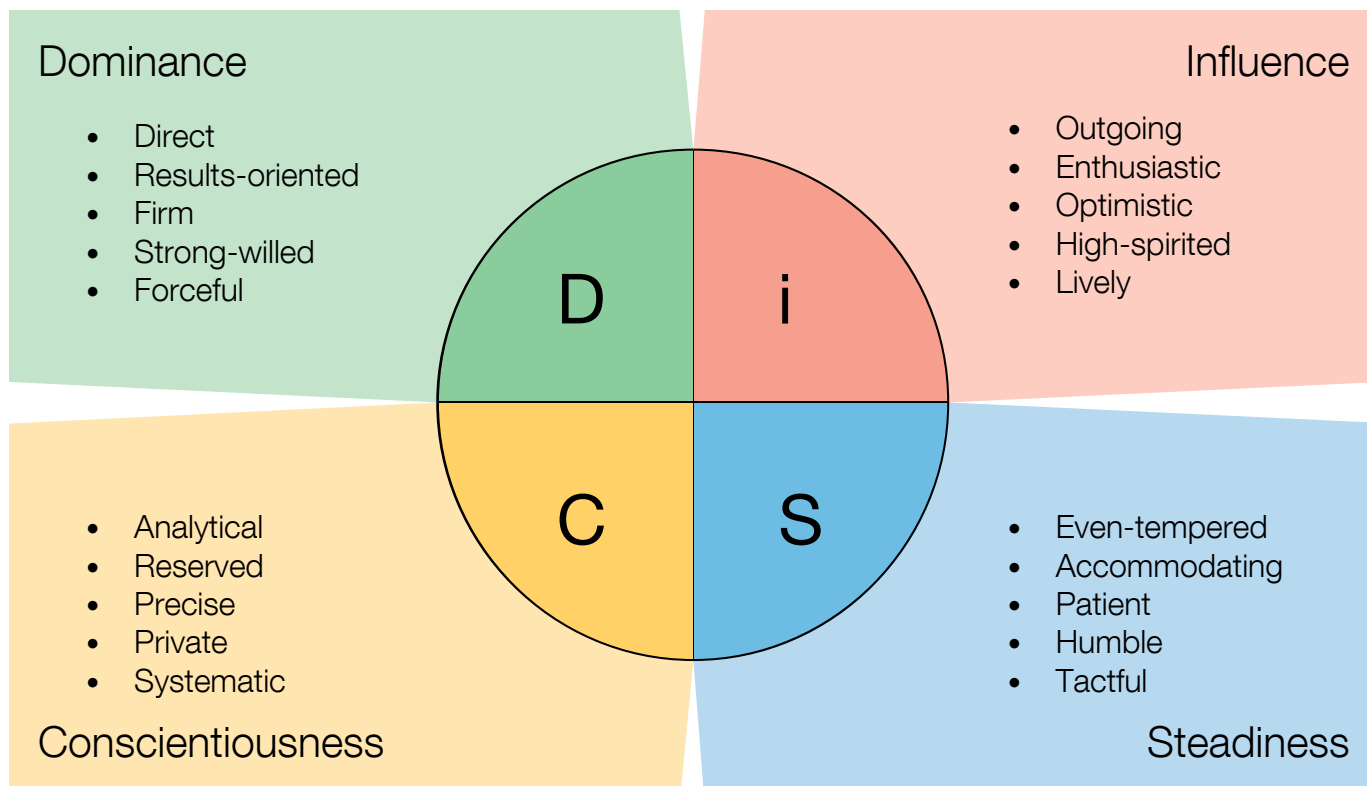 Dominance
• Direct
• Results-oriented
• Firm
• Strong-willed
• Forceful
Influence
• Outgoing
• Enthusiastic
• Optimistic
• High-spirited
• Lively
D
i
C
S
• Analytical
• Reserved
• Precise
• Private
• Systematic
Conscientiousness
• Even-tempered
• Accommodating
• Patient
• Humble
• Tactful
Steadiness